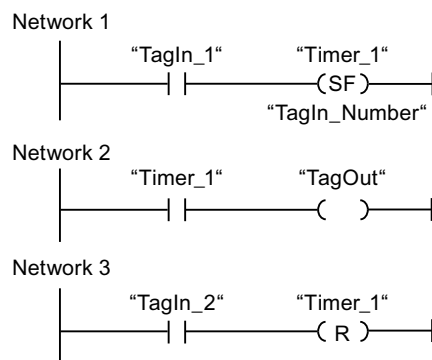 Network 1
“TagIn_1“ “Timer_1“
SF
“TagIn_Number“
Network 2
“Timer_1“ “TagOut“
Network 3
“TagIn_2“ “Timer_1“
R